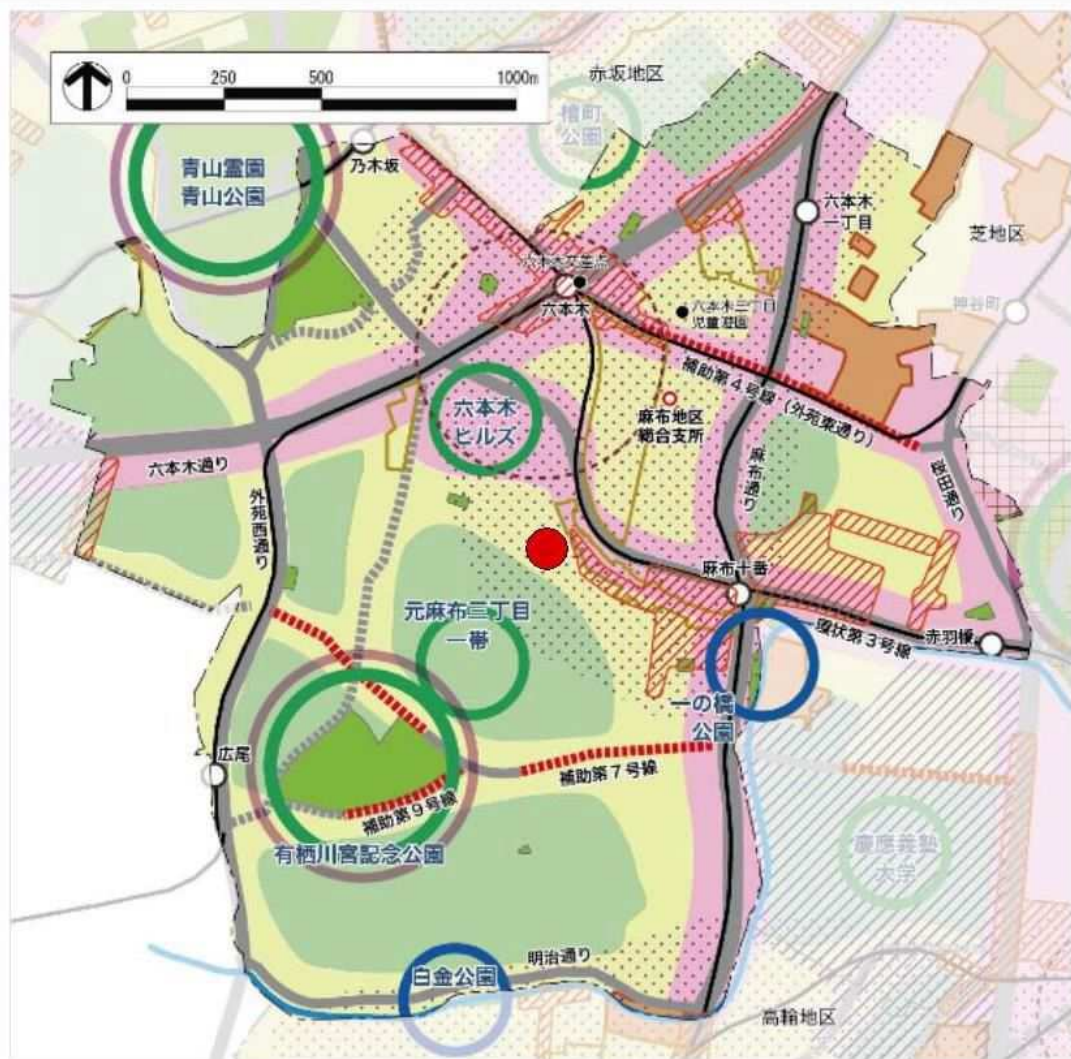 0 250 500 1000m
赤坂地区
檜町
公園
青山霊園
青山公園
乃木坂
六本木
一丁目
芝地区
六本木交差点
神谷町
六本木
六本木三丁目
児童遊園
補助第4号線（外苑東通り）
六本木
ヒルズ
麻布地区
総合支所
六本木通り
外苑西通り
麻布通り
桜田通り
麻布十番
元麻布三丁目
一帯
環状第3号線
赤羽橋
一の橋
公園
広尾
補助第7号線
補助第9号線
有栖川宮記念公園
慶應義塾
大学
明治通り
白金公園
高輪地区